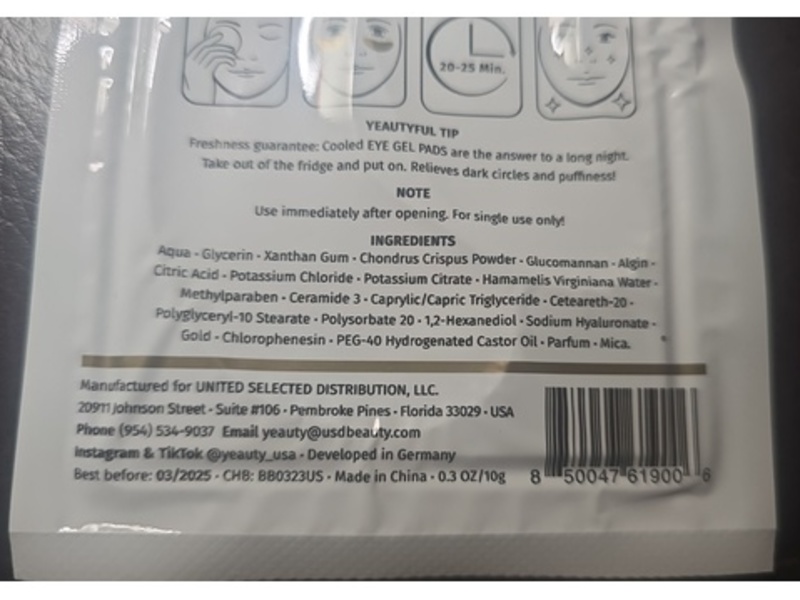 20-25 Min.
YEAUTYFUL TIP
Freshness guarantee: Cooled EYE GEL PADS are the answer to a long night.
Take out of the fridge and put on. Relieves dark circles and puffiness!
NOTE
Use immediately after opening. For single use only!
INGREDIENTS
Aqua - Glycerin - Xanthan Gum - Chondrus Crispus Powder - Glucomannan - Algin -
Citric Acid - Potassium Chloride - Potassium Citrate - Hamamelis Virginiana Water -
Methylparaben - Ceramide 3 - Caprylic/Capric Triglyceride - Ceteareth-20 -
Polyglyceryl-10 Stearate - Polysorbate 20 - 1,2-Hexanediol - Sodium Hyaluronate -
Gold - Chlorophenesin - PEG-40 Hydrogenated Castor Oil - Parfum - Mica.
Manufactured for UNITED SELECTED DISTRIBUTION, LLC.
20911 Johnson Street - Suite #106 - Pembroke Pines - Florida 33029 - USA
Phone (954) 534-9037 Email yeauty@usdbeauty.com
Instagram & TikTok @yeauty_usa - Developed in Germany
Best before: 03/2025 - CHB: BB0323US - Made in China - 0.3 OZ/10g
8 50047 61900 6